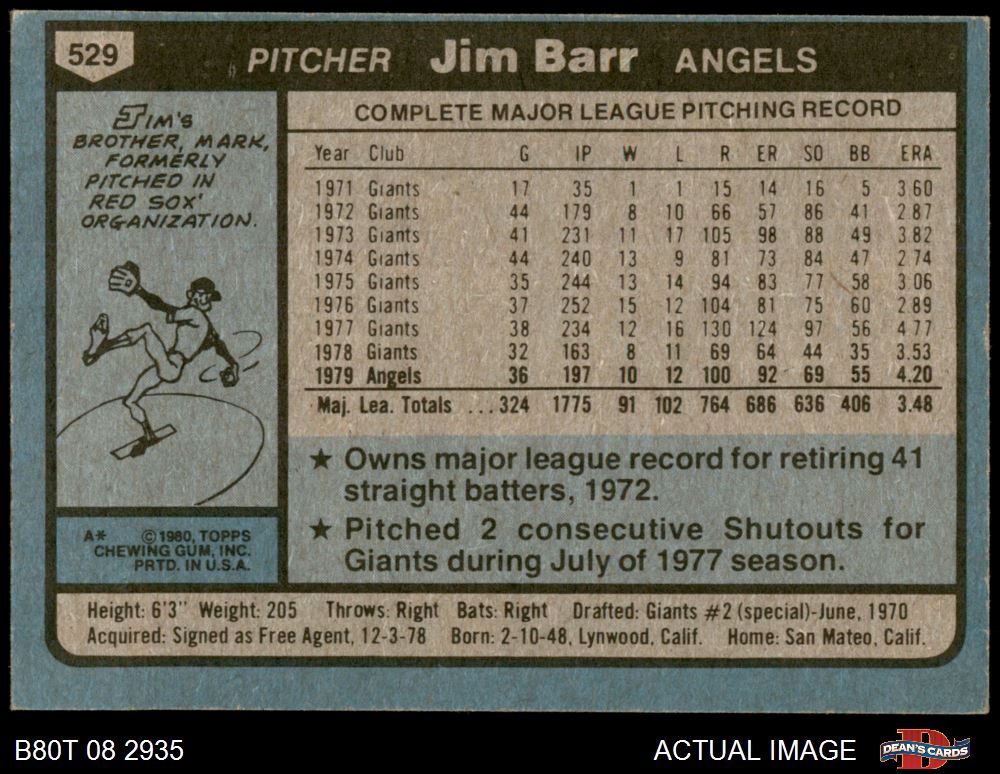 529 PITCHER Jim Barr ANGELS
JIM'S
BROTHER, MARK,
FORMERLY
PITCHED IN
RED SOX'
ORGANIZATION.
COMPLETE MAJOR LEAGUE PITCHING RECORD
Year Club G IP W L R ER SO BB ERA
1971 Giants 17 35 1 1 15 14 16 5 3.60
1972 Giants 44 179 8 10 66 57 86 41 2.87
1973 Giants 41 231 11 17 105 98 88 49 3.82
1974 Giants 44 240 13 9 81 73 84 47 2.74
1975 Giants 35 244 13 14 94 83 77 58 3.06
1976 Giants 37 252 15 12 104 81 75 60 2.89
1977 Giants 38 234 12 16 130 124 97 56 4.77
1978 Giants 32 163 8 11 69 64 44 35 3.53
1979 Angels 36 197 10 12 100 92 69 55 4.20
Maj. Lea. Totals ...324 1775 91 102 764 686 636 406 3.48
★ Owns major league record for retiring 41
straight batters, 1972.
★ Pitched 2 consecutive Shutouts for
Giants during July of 1977 season.
A* ©1980, TOPPS
CHEWING GUM, INC.
PRTD. IN U.S.A.
Height: 6'3" Weight: 205 Throws: Right Bats: Right Drafted: Giants #2 (special)-June, 1970
Acquired: Signed as Free Agent, 12-3-78 Born: 2-10-48, Lynwood, Calif. Home: San Mateo, Calif.
B80T 08 2935 ACTUAL IMAGE DEAN'S CARDS